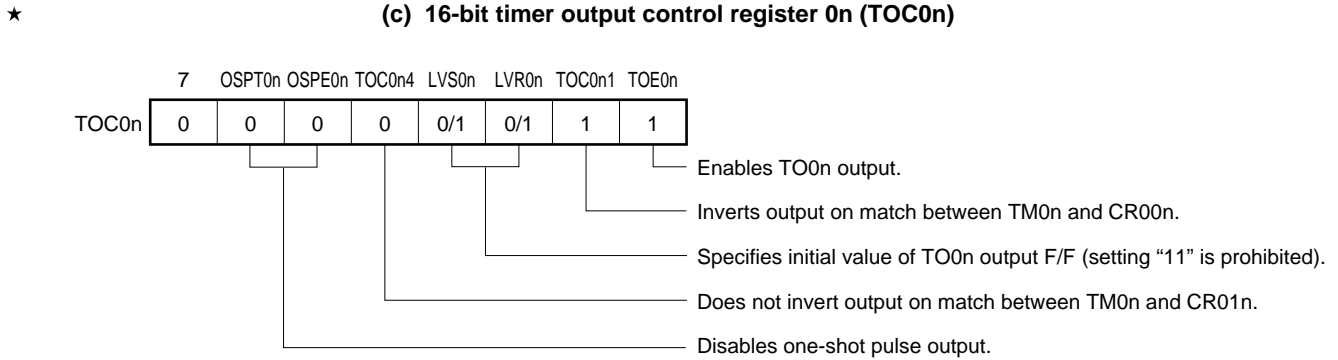 ★ (c) 16-bit timer output control register 0n (TOC0n)
7 OSPT0n OSPE0n TOC0n4 LVS0n LVR0n TOC0n1 TOE0n
TOC0n 0 0 0 0 0/1 0/1 1 1
Enables TO0n output.
Inverts output on match between TM0n and CR00n.
Specifies initial value of TO0n output F/F (setting “11” is prohibited).
Does not invert output on match between TM0n and CR01n.
Disables one-shot pulse output.